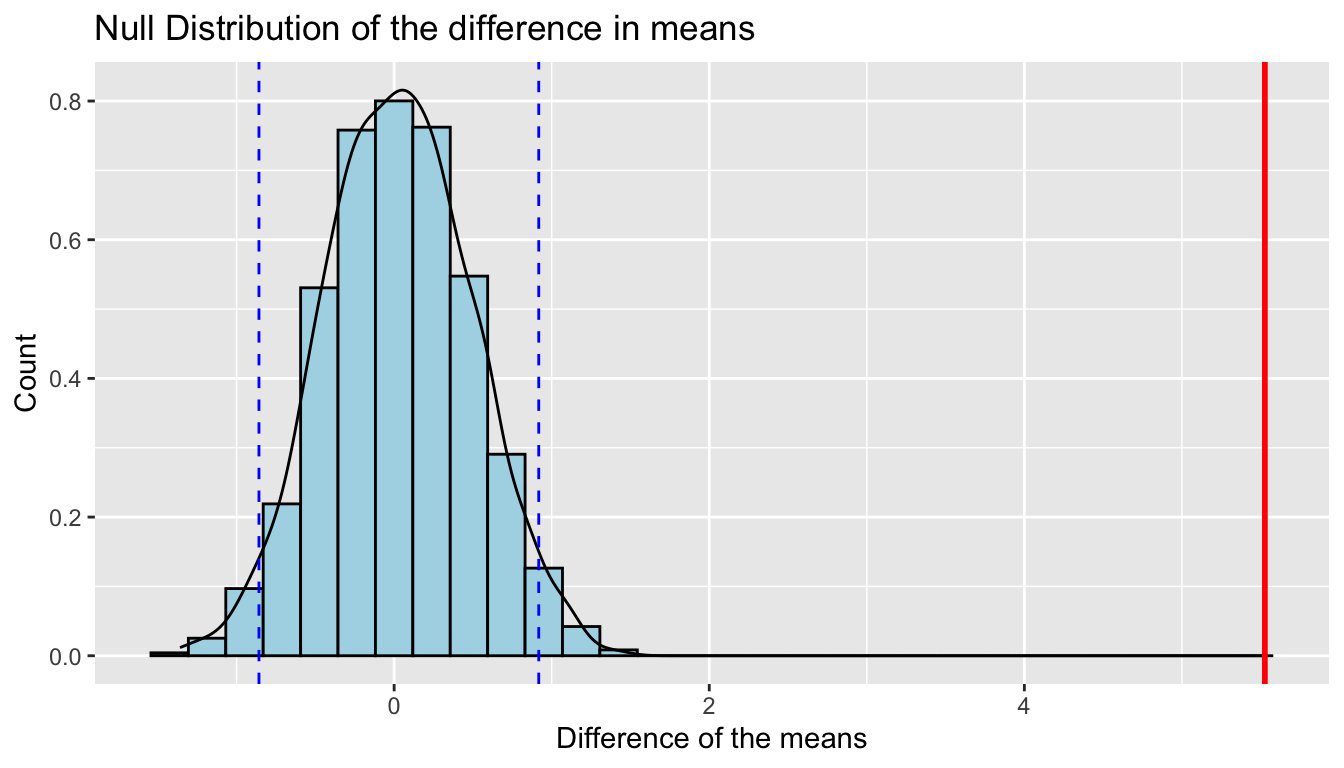 Null Distribution of the difference in means
Count
0.8
0.6
0.4
0.2
0.0
0 2 4
Difference of the means